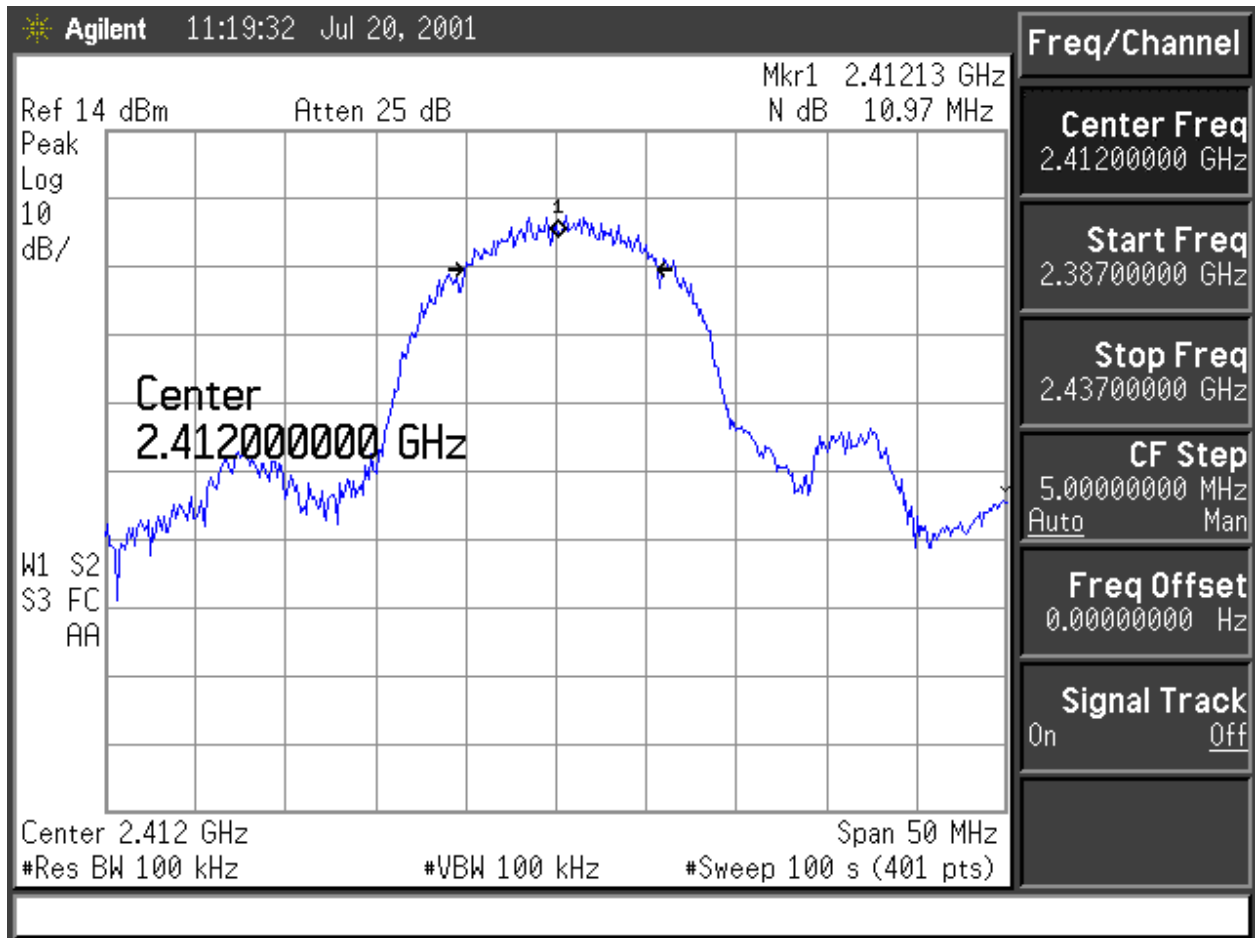 Agilent 11:19:32 Jul 20, 2001
Mkr1 2.41213 GHz
Ref 14 dBm Atten 25 dB N dB 10.97 MHz
Peak
Log
10
dB/
1
Center
2.412000000 GHz
W1 S2
S3 FC
AA
Center 2.412 GHz Span 50 MHz
#Res BW 100 kHz #VBW 100 kHz #Sweep 100 s (401 pts)
Freq/Channel
Center Freq
2.41200000 GHz
Start Freq
2.38700000 GHz
Stop Freq
2.43700000 GHz
CF Step
5.00000000 MHz
Auto Man
Freq Offset
0.00000000 Hz
Signal Track
On Off